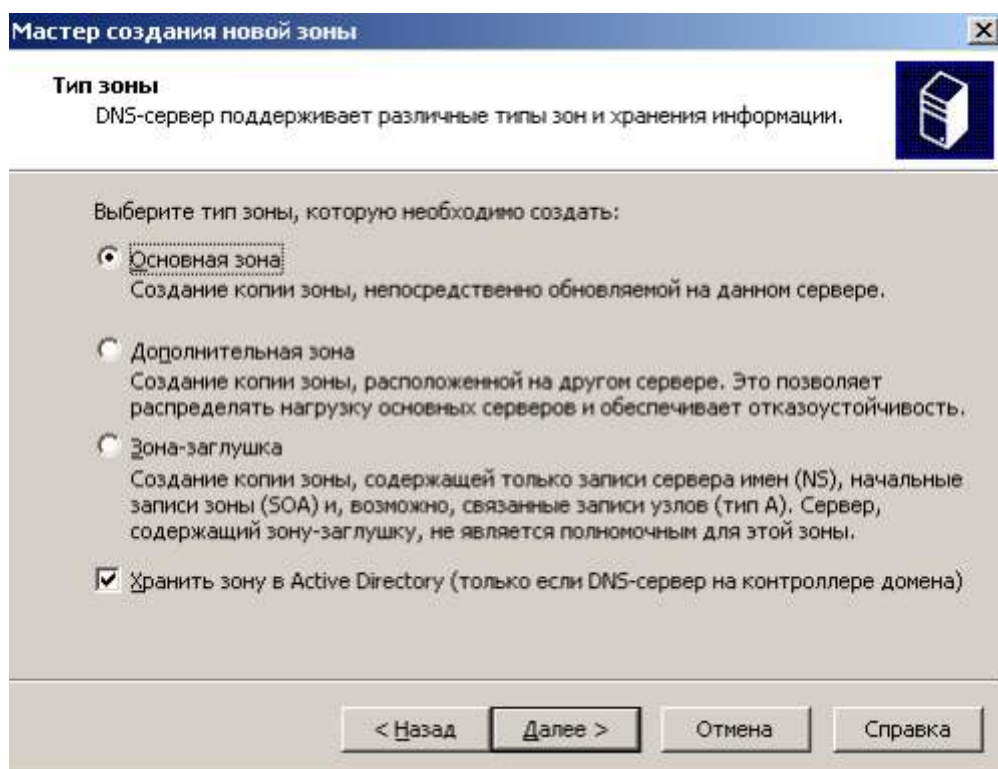 Мастер создания новой зоны
Тип зоны
DNS-сервер поддерживает различные типы зон и хранения информации.
Выберите тип зоны, которую необходимо создать:
Основная зона
Создание копии зоны, непосредственно обновляемой на данном сервере.
Дополнительная зона
Создание копии зоны, расположенной на другом сервере. Это позволяет
распределять нагрузку основных серверов и обеспечивает отказоустойчивость.
Зона-заглушка
Создание копии зоны, содержащей только записи сервера имен (NS), начальные
записи зоны (SOA) и, возможно, связанные записи узлов (тип A). Сервер,
содержащий зону-заглушку, не является полномочным для этой зоны.
Хранить зону в Active Directory (только если DNS-сервер на контроллере домена)
< Назад Далее > Отмена Справка